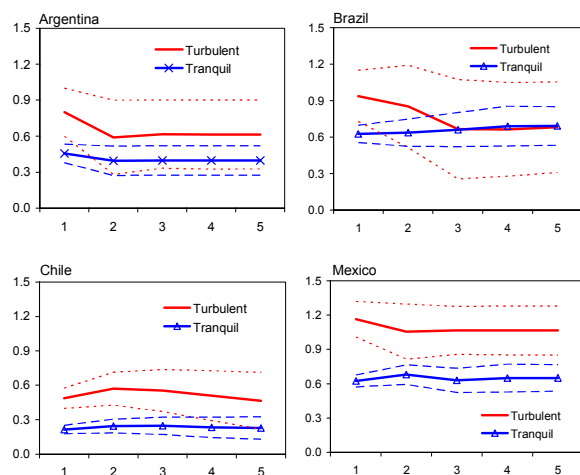 Argentina
1.5
1.2
0.9
0.6
0.3
0.0
1 2 3 4 5
Turbulent
Tranquil
Brazil
1.5
1.2
0.9
0.6
0.3
0.0
1 2 3 4 5
Turbulent
Tranquil
Chile
1.5
1.2
0.9
0.6
0.3
0.0
1 2 3 4 5
Turbulent
Tranquil
Mexico
1.5
1.2
0.9
0.6
0.3
0.0
1 2 3 4 5
Turbulent
Tranquil